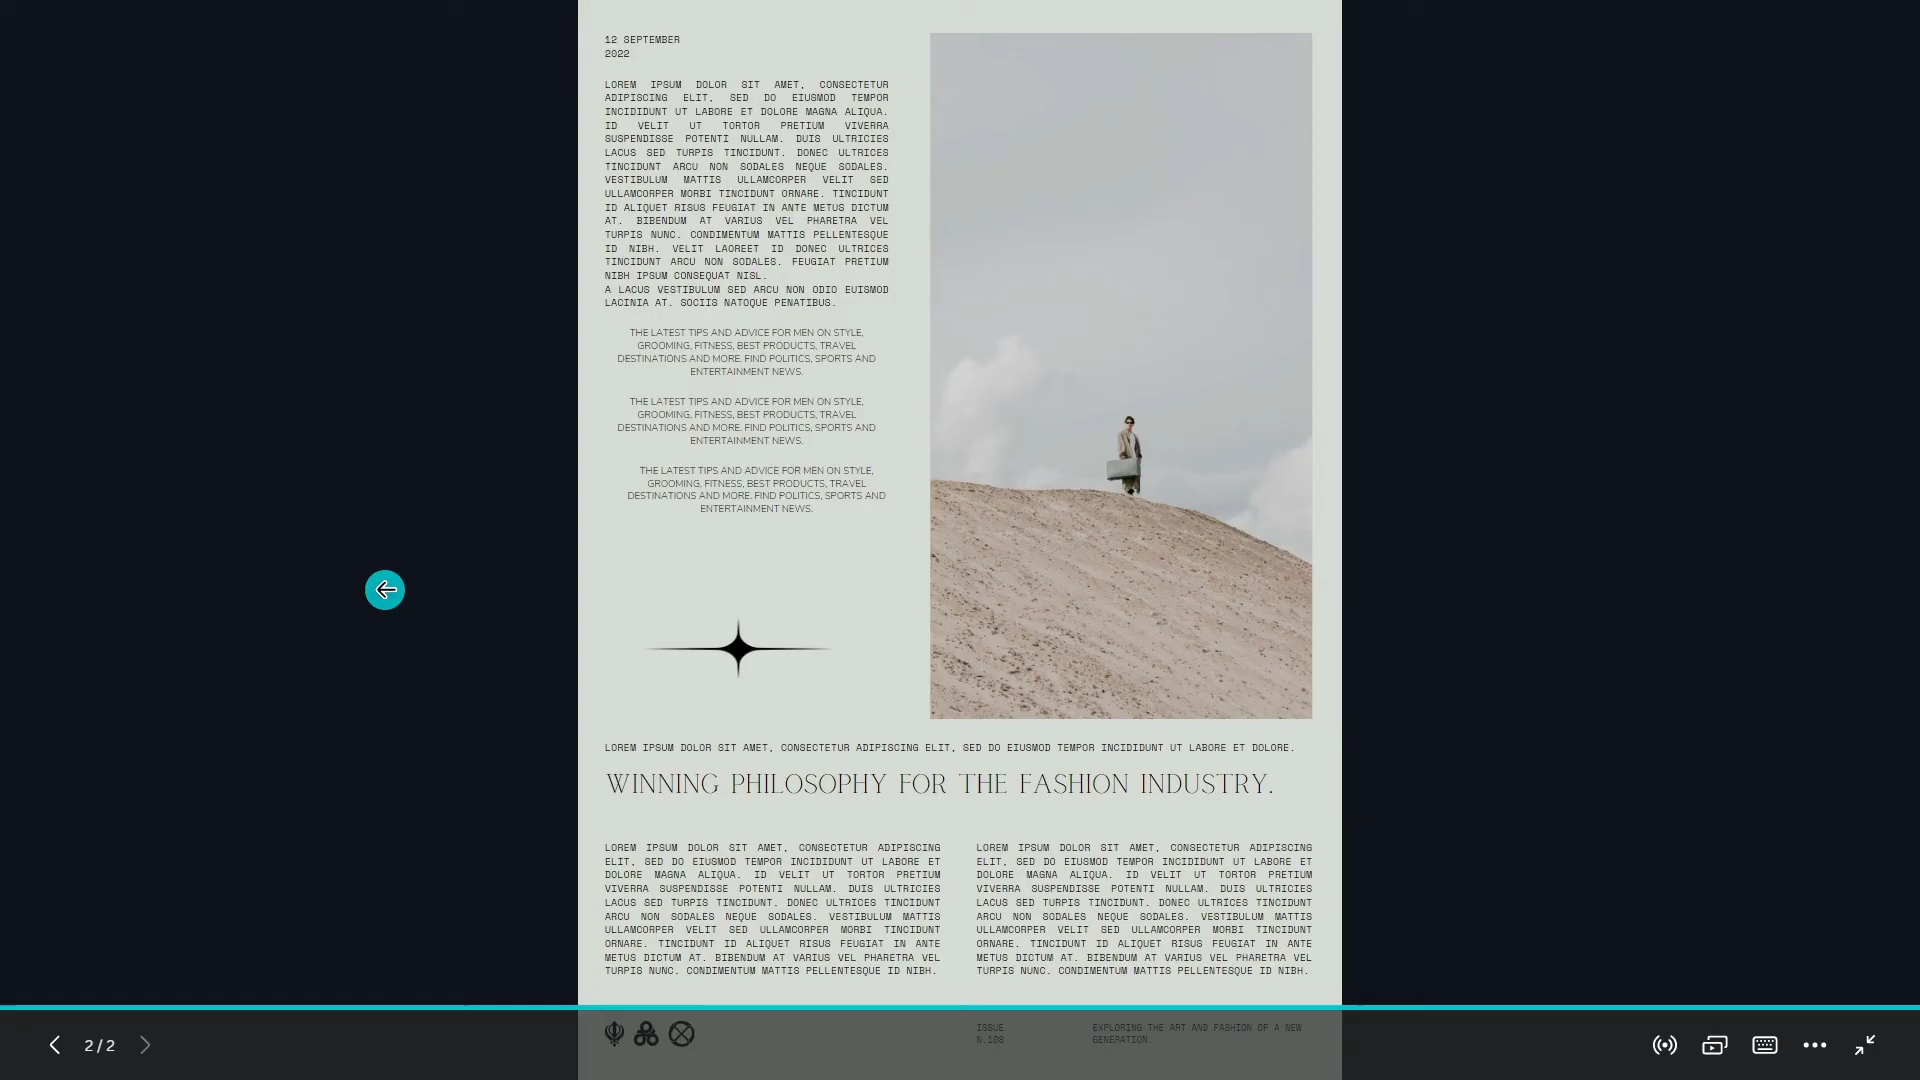 12 SEPTEMBER
2022
LOREM IPSUM DOLOR SIT AMET, CONSECTETUR
ADIPISCING ELIT, SED DO EIUSMOD TEMPOR
INCIDIDUNT UT LABORE ET DOLORE MAGNA ALIQUA.
ID VELIT UT TORTOR PRETIUM VIVERRA
SUSPENDISSE POTENTI NULLAM. DUIS ULTRICIES
LACUS SED TURPIS TINCIDUNT. DONEC ULTRICES
TINCIDUNT ARCU NON SODALES NEQUE SODALES.
VESTIBULUM MATTIS ULLAMCORPER VELIT SED
ULLAMCORPER MORBI TINCIDUNT ORNARE. TINCIDUNT
ID ALIQUET RISUS FEUGIAT IN ANTE METUS DICTUM
AT. BIBENDUM AT VARIUS VEL PHARETRA VEL
TURPIS NUNC. CONDIMENTUM MATTIS PELLENTESQUE
ID NIBH. VELIT LAOREET ID DONEC ULTRICES
TINCIDUNT ARCU NON SODALES. FEUGIAT PRETIUM
NIBH IPSUM CONSEQUAT NISL.
A LACUS VESTIBULUM SED ARCU NON ODIO EUISMOD
LACINIA AT. SOCIIS NATOQUE PENATIBUS.
THE LATEST TIPS AND ADVICE FOR MEN ON STYLE,
GROOMING, FITNESS, BEST PRODUCTS, TRAVEL
DESTINATIONS AND MORE. FIND POLITICS, SPORTS AND
ENTERTAINMENT NEWS.
THE LATEST TIPS AND ADVICE FOR MEN ON STYLE,
GROOMING, FITNESS, BEST PRODUCTS, TRAVEL
DESTINATIONS AND MORE. FIND POLITICS, SPORTS AND
ENTERTAINMENT NEWS.
THE LATEST TIPS AND ADVICE FOR MEN ON STYLE,
GROOMING, FITNESS, BEST PRODUCTS, TRAVEL
DESTINATIONS AND MORE. FIND POLITICS, SPORTS AND
ENTERTAINMENT NEWS.
LOREM IPSUM DOLOR SIT AMET, CONSECTETUR ADIPISCING ELIT, SED DO EIUSMOD TEMPOR INCIDIDUNT UT LABORE ET DOLORE.
WINNING PHILOSOPHY FOR THE FASHION INDUSTRY.
LOREM IPSUM DOLOR SIT AMET, CONSECTETUR ADIPISCING
ELIT, SED DO EIUSMOD TEMPOR INCIDIDUNT UT LABORE ET
DOLORE MAGNA ALIQUA. ID VELIT UT TORTOR PRETIUM
VIVERRA SUSPENDISSE POTENTI NULLAM. DUIS ULTRICIES
LACUS SED TURPIS TINCIDUNT. DONEC ULTRICES TINCIDUNT
ARCU NON SODALES NEQUE SODALES. VESTIBULUM MATTIS
ULLAMCORPER VELIT SED ULLAMCORPER MORBI TINCIDUNT
ORNARE. TINCIDUNT ID ALIQUET RISUS FEUGIAT IN ANTE
METUS DICTUM AT. BIBENDUM AT VARIUS VEL PHARETRA VEL
TURPIS NUNC. CONDIMENTUM MATTIS PELLENTESQUE ID NIBH.
LOREM IPSUM DOLOR SIT AMET, CONSECTETUR ADIPISCING
ELIT, SED DO EIUSMOD TEMPOR INCIDIDUNT UT LABORE ET
DOLORE MAGNA ALIQUA. ID VELIT UT TORTOR PRETIUM
VIVERRA SUSPENDISSE POTENTI NULLAM. DUIS ULTRICIES
LACUS SED TURPIS TINCIDUNT. DONEC ULTRICES TINCIDUNT
ARCU NON SODALES NEQUE SODALES. VESTIBULUM MATTIS
ULLAMCORPER VELIT SED ULLAMCORPER MORBI TINCIDUNT
ORNARE. TINCIDUNT ID ALIQUET RISUS FEUGIAT IN ANTE
METUS DICTUM AT. BIBENDUM AT VARIUS VEL PHARETRA VEL
TURPIS NUNC. CONDIMENTUM MATTIS PELLENTESQUE ID NIBH.
ISSUE
N.108
EXPLORING THE ART AND FASHION OF A NEW
GENERATION.
2/2